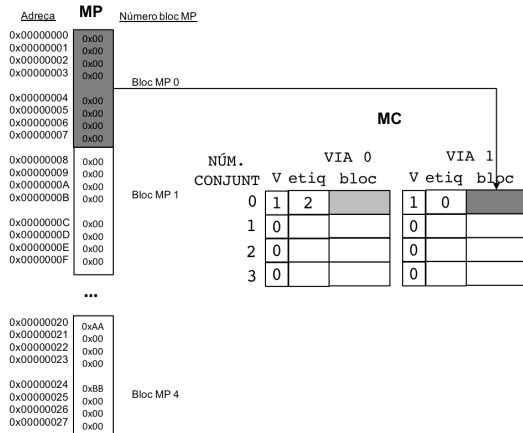 Adreça MP Número bloc MP
0x00000000 0x00
0x00000001 0x00
0x00000002 0x00
0x00000003 0x00
Bloc MP 0
0x00000004 0x00
0x00000005 0x00
0x00000006 0x00
0x00000007 0x00
0x00000008 0x00
0x00000009 0x00
0x0000000A 0x00
0x0000000B 0x00
Bloc MP 1
0x0000000C 0x00
0x0000000D 0x00
0x0000000E 0x00
0x0000000F 0x00
...
0x00000020 0xAA
0x00000021 0x00
0x00000022 0x00
0x00000023 0x00
0x00000024 0xBB
0x00000025 0x00
Bloc MP 4
0x00000026 0x00
0x00000027 0x00
MC
NÚM. VIA 0 VIA 1
CONJUNT V etiq bloc V etiq bloc
0 1 2 1 0
1 0 0
2 0 0
3 0 0